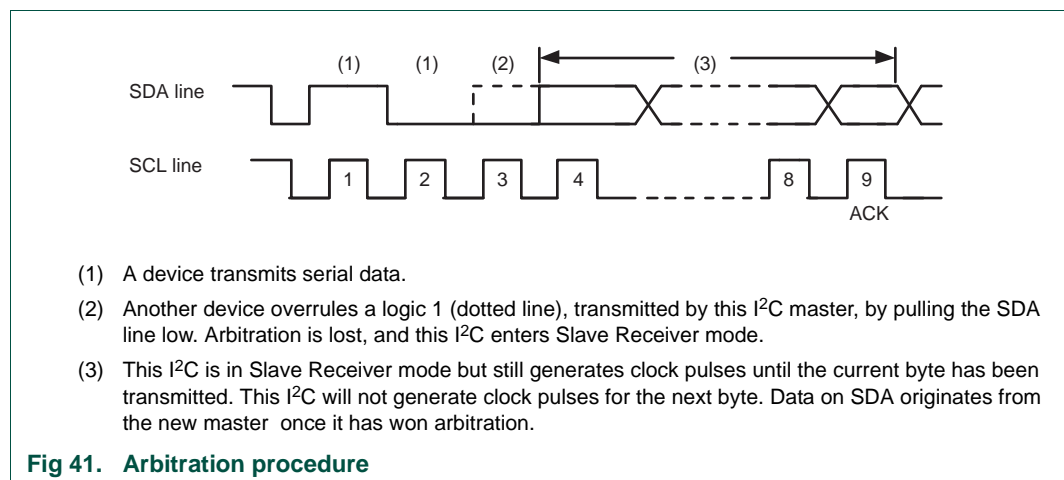 (1) (1) (2) (3)
SDA line
SCL line
1 2 3 4 8 9
ACK
(1) A device transmits serial data.
(2) Another device overrules a logic 1 (dotted line), transmitted by this I2C master, by pulling the SDA
line low. Arbitration is lost, and this I2C enters Slave Receiver mode.
(3) This I2C is in Slave Receiver mode but still generates clock pulses until the current byte has been
transmitted. This I2C will not generate clock pulses for the next byte. Data on SDA originates from
the new master once it has won arbitration.
Fig 41. Arbitration procedure